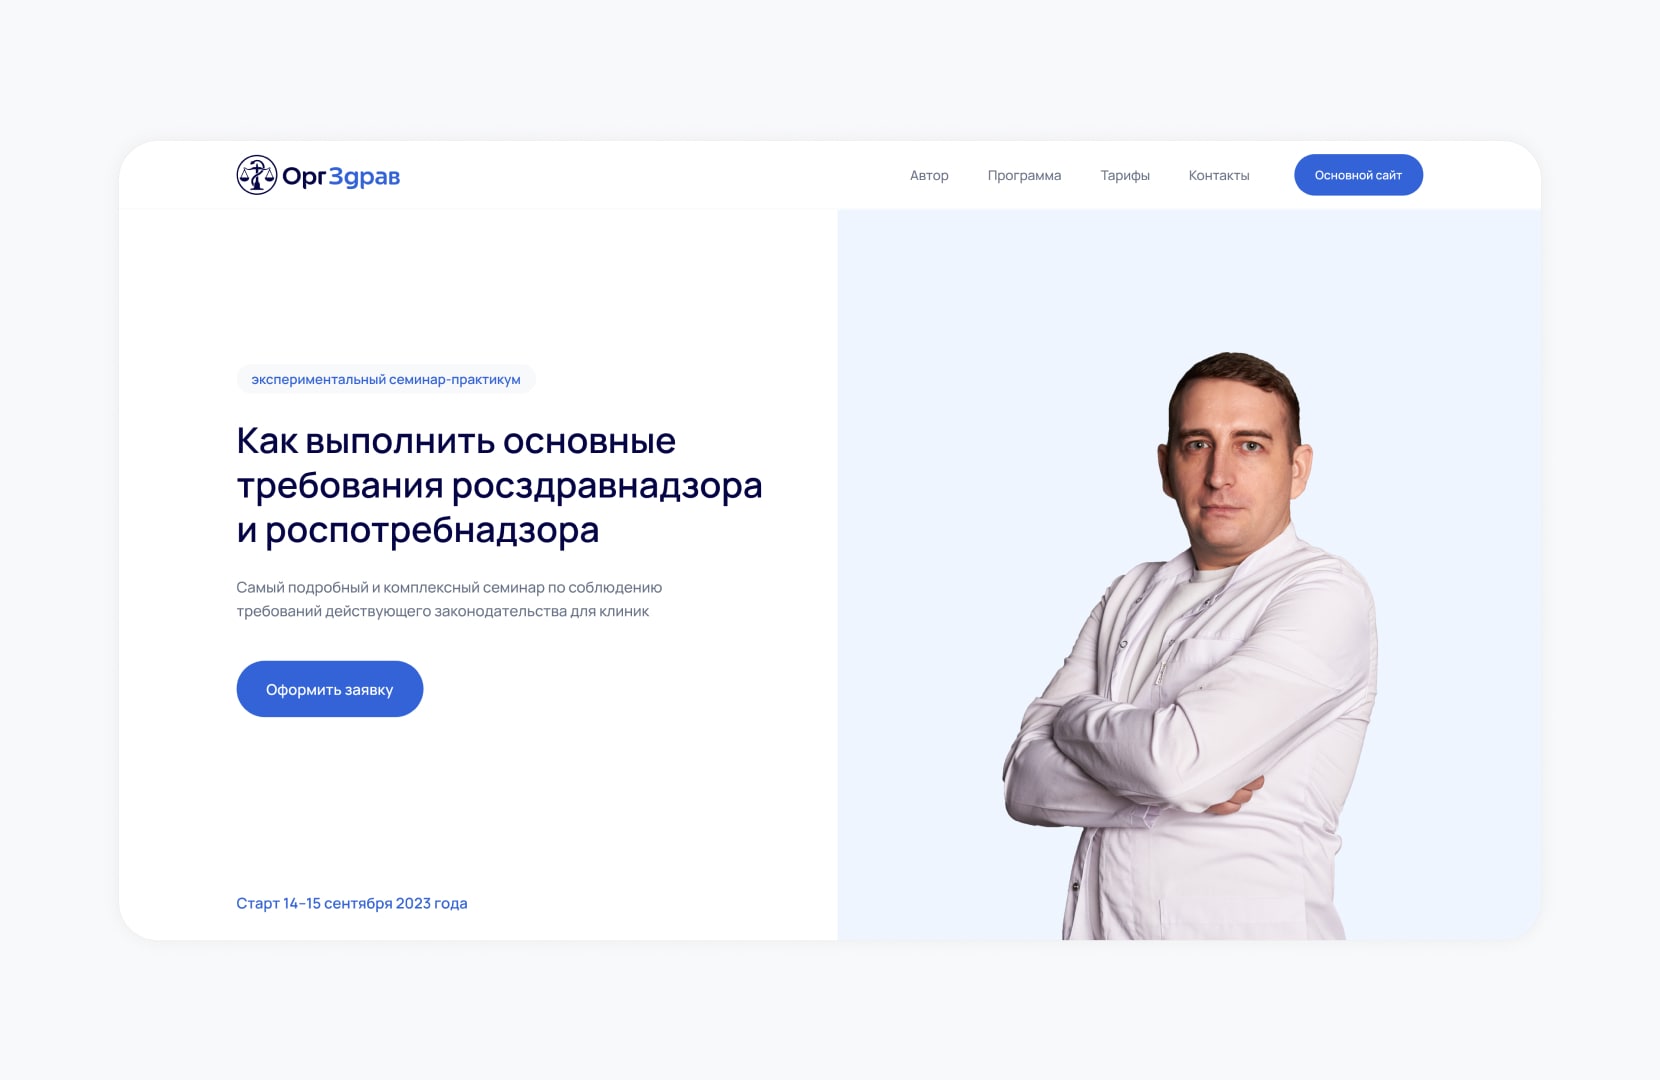 ОргЗдрав
Автор
Программа
Тарифы
Контакты
Основной сайт
экспериментальный семинар-практикум
Как выполнить основные
требования росздравнадзора
и роспотребнадзора
Самый подробный и комплексный семинар по соблюдению
требований действующего законодательства для клиник
Оформить заявку
Старт 14–15 сентября 2023 года